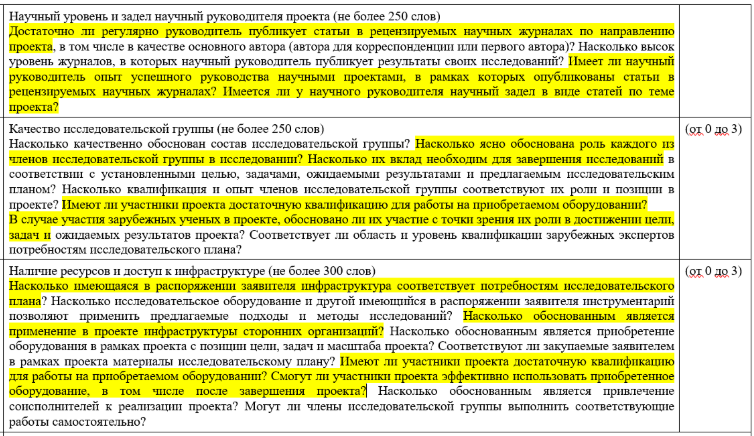 Научный уровень и задел научный руководителя проекта (не более 250 слов)
Достаточно ли регулярно руководитель публикует статьи в рецензируемых научных журналах по направлению
проекта, в том числе в качестве основного автора (автора для корреспонденции или первого автора)? Насколько высок
уровень журналов, в которых научный руководитель публикует результаты своих исследований? Имеет ли научный
руководитель опыт успешного руководства научными проектами, в рамках которых опубликованы статьи в
рецензируемых научных журналах? Имеется ли у научного руководителя научный задел в виде статей по теме
проекта?
Качество исследовательской группы (не более 250 слов)
(от 0 до 3)
Насколько качественно обоснован состав исследовательской группы? Насколько ясно обоснована роль каждого из
членов исследовательской группы в исследовании? Насколько их вклад необходим для завершения исследований в
соответствии с установленными целью, задачами, ожидаемыми результатами и предлагаемым исследовательским
планом? Насколько квалификация и опыт членов исследовательской группы соответствуют их роли и позиции в
проекте? Имеют ли участники проекта достаточную квалификацию для работы на приобретаемом оборудовании?
В случае участия зарубежных ученых в проекте, обосновано ли их участие с точки зрения их роли в достижении цели,
задач и ожидаемых результатов проекта? Соответствует ли область и уровень квалификации зарубежных экспертов
потребностям исследовательского плана?
Наличие ресурсов и доступ к инфраструктуре (не более 300 слов)
(от 0 до 3)
Насколько имеющаяся в распоряжении заявителя инфраструктура соответствует потребностям исследовательского
плана? Насколько исследовательское оборудование и другой имеющийся в распоряжении заявителя инструментарий
позволяют применить предлагаемые подходы и методы исследований? Насколько обоснованным является
применение в проекте инфраструктуры сторонних организаций? Насколько обоснованным является приобретение
оборудования в рамках проекта с позиции цели, задач и масштаба проекта? Соответствуют ли закупаемые заявителем
в рамках проекта материалы исследовательскому плану? Имеют ли участники проекта достаточную квалификацию
для работы на приобретаемом оборудовании? Смогут ли участники проекта эффективно использовать приобретенное
оборудование, в том числе после завершения проекта? Насколько обоснованным является привлечение
соисполнителей к реализации проекта? Могут ли члены исследовательской группы выполнить соответствующие
работы самостоятельно?